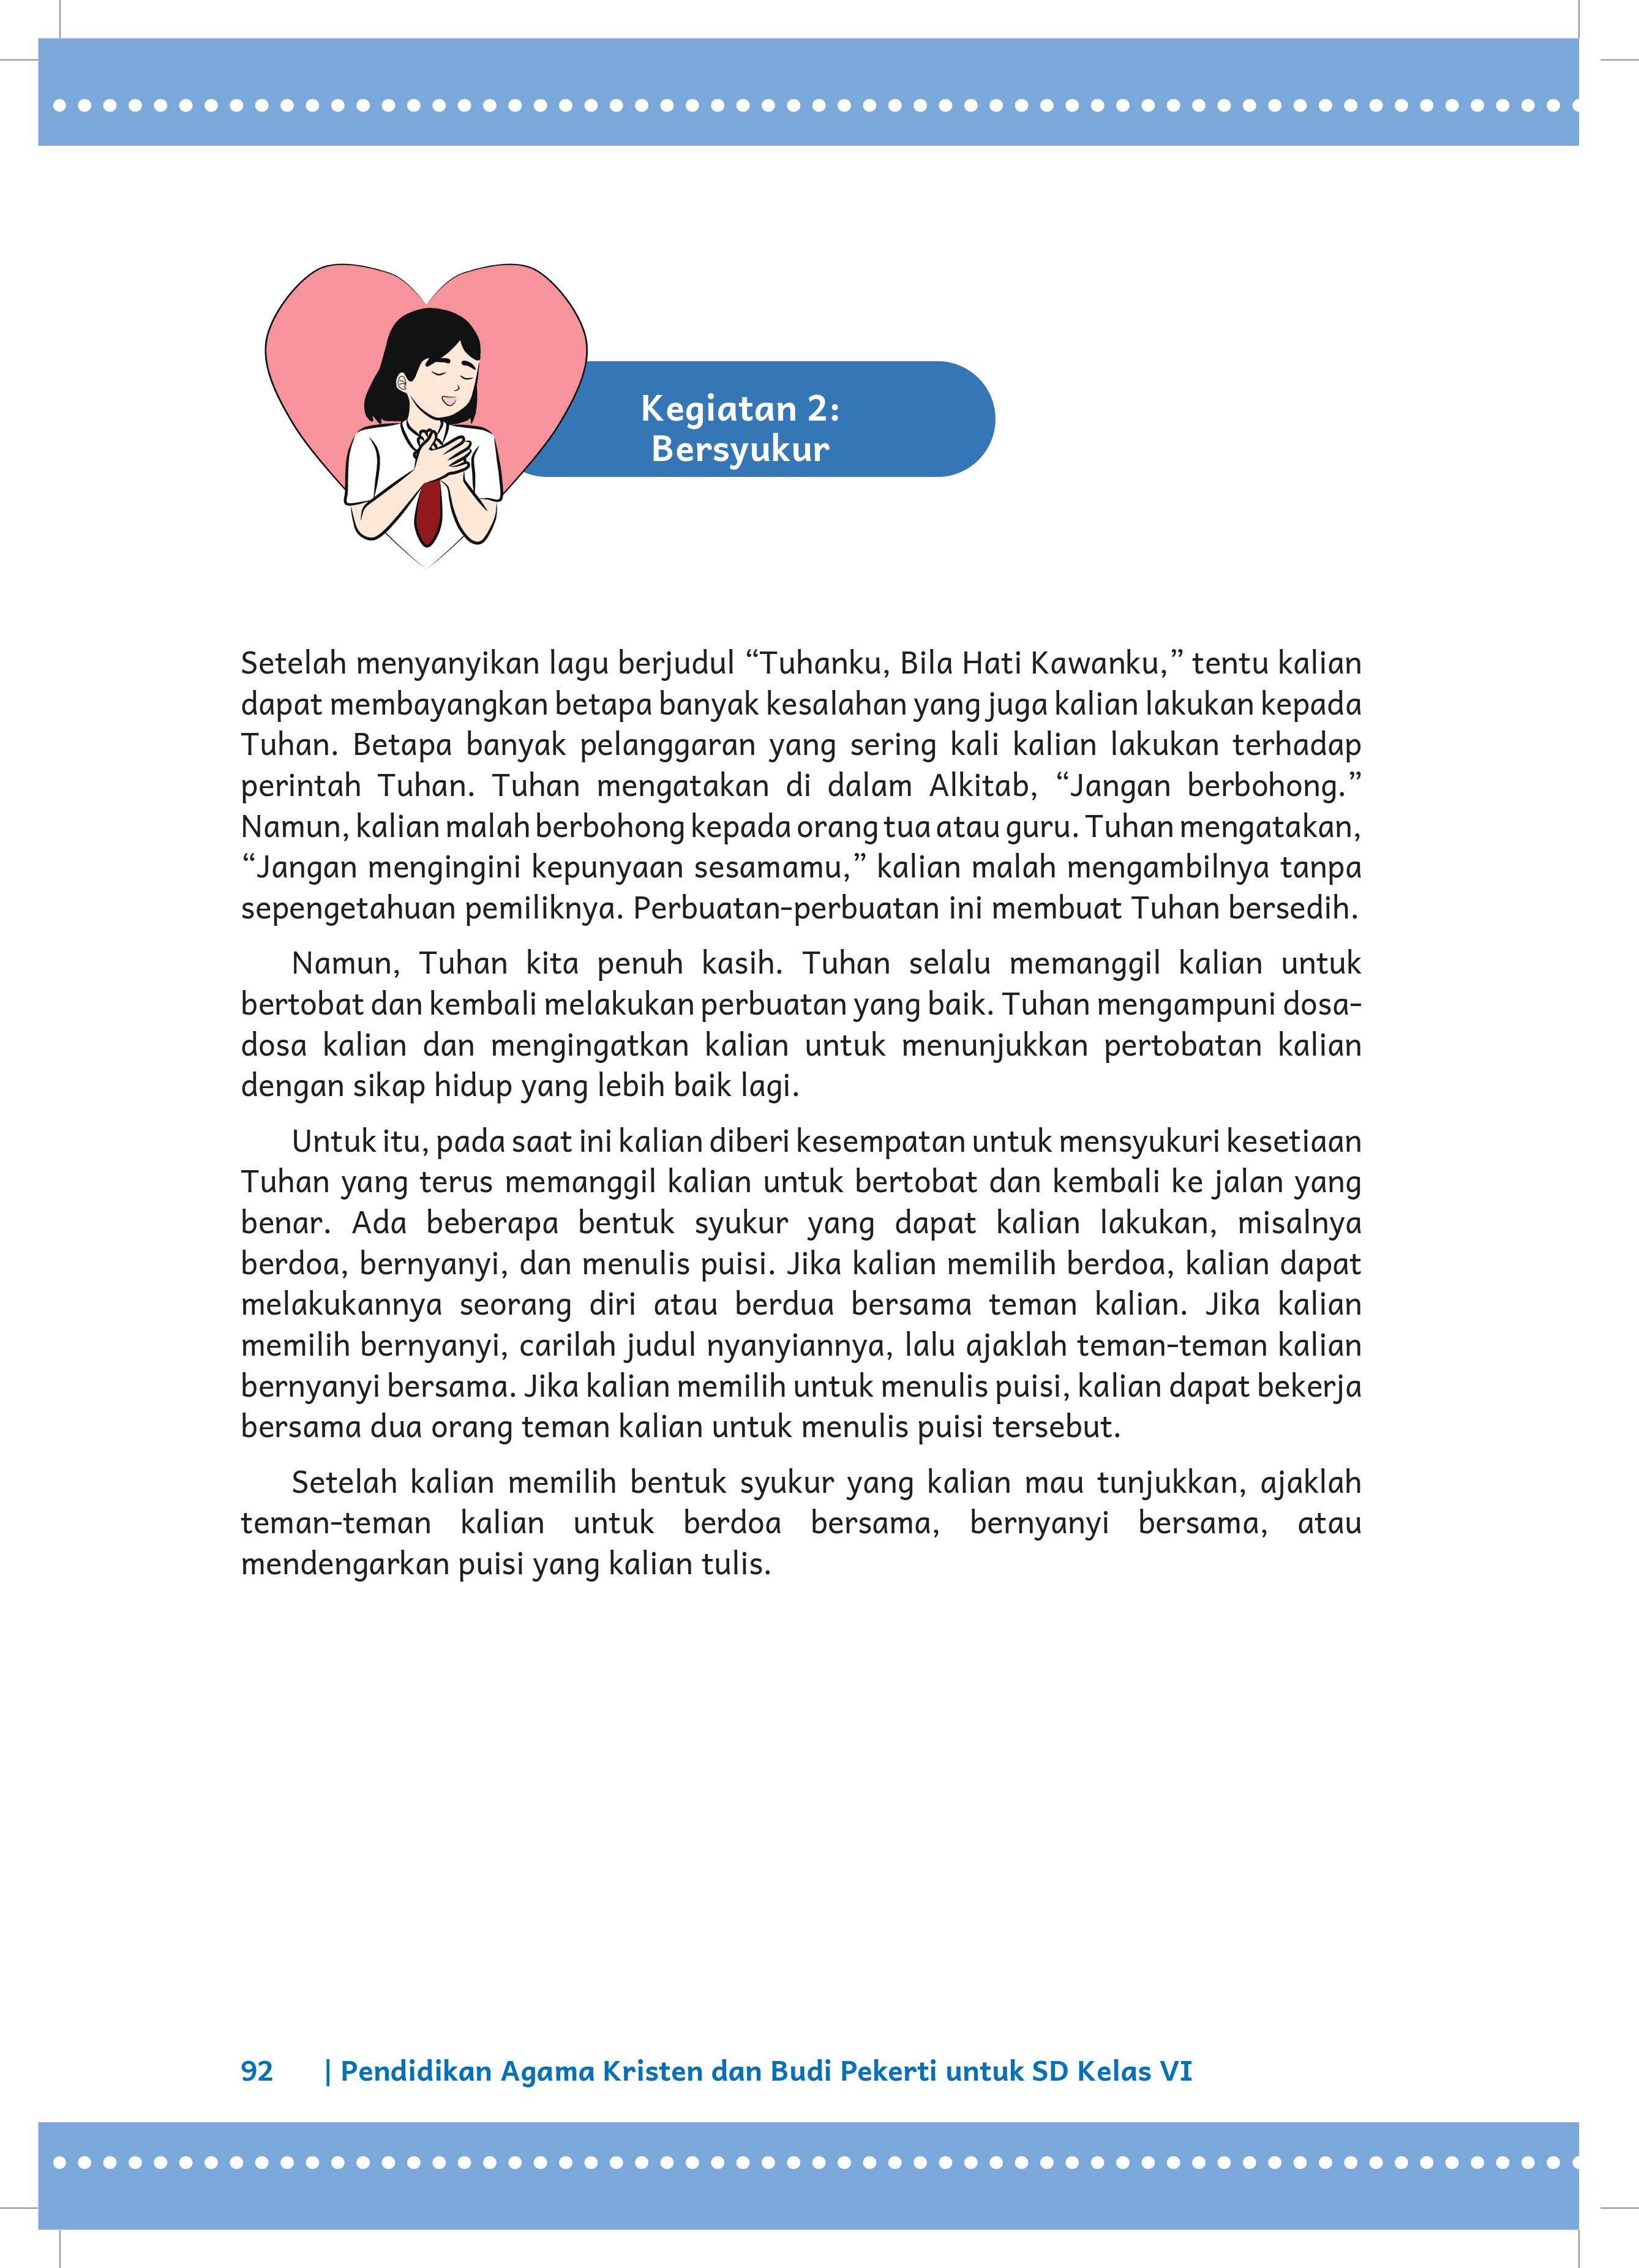 Kegiatan 2:
Bersyukur
Setelah menyanyikan lagu berjudul “Tuhanku, Bila Hati Kawanku,” tentu kalian
dapat membayangkan betapa banyak kesalahan yang juga kalian lakukan kepada
Tuhan. Betapa banyak pelanggaran yang sering kali kalian lakukan terhadap
perintah Tuhan. Tuhan mengatakan di dalam Alkitab, “Jangan berbohong.”
Namun, kalian malah berbohong kepada orang tua atau guru. Tuhan mengatakan,
“Jangan mengingini kepunyaan sesamamu,” kalian malah mengambilnya tanpa
sepengetahuan pemiliknya. Perbuatan-perbuatan ini membuat Tuhan bersedih.
Namun, Tuhan kita penuh kasih. Tuhan selalu memanggil kalian untuk
bertobat dan kembali melakukan perbuatan yang baik. Tuhan mengampuni dosa-
dosa kalian dan mengingatkan kalian untuk menunjukkan pertobatan kalian
dengan sikap hidup yang lebih baik lagi.
Untuk itu, pada saat ini kalian diberi kesempatan untuk mensyukuri kesetiaan
Tuhan yang terus memanggil kalian untuk bertobat dan kembali ke jalan yang
benar. Ada beberapa bentuk syukur yang dapat kalian lakukan, misalnya
berdoa, bernyanyi, dan menulis puisi. Jika kalian memilih berdoa, kalian dapat
melakukannya seorang diri atau berdua bersama teman kalian. Jika kalian
memilih bernyanyi, carilah judul nyanyiannya, lalu ajaklah teman-teman kalian
bernyanyi bersama. Jika kalian memilih untuk menulis puisi, kalian dapat bekerja
bersama dua orang teman kalian untuk menulis puisi tersebut.
Setelah kalian memilih bentuk syukur yang kalian mau tunjukkan, ajaklah
teman-teman kalian untuk berdoa bersama, bernyanyi bersama, atau
mendengarkan puisi yang kalian tulis.
92 | Pendidikan Agama Kristen dan Budi Pekerti untuk SD Kelas VI